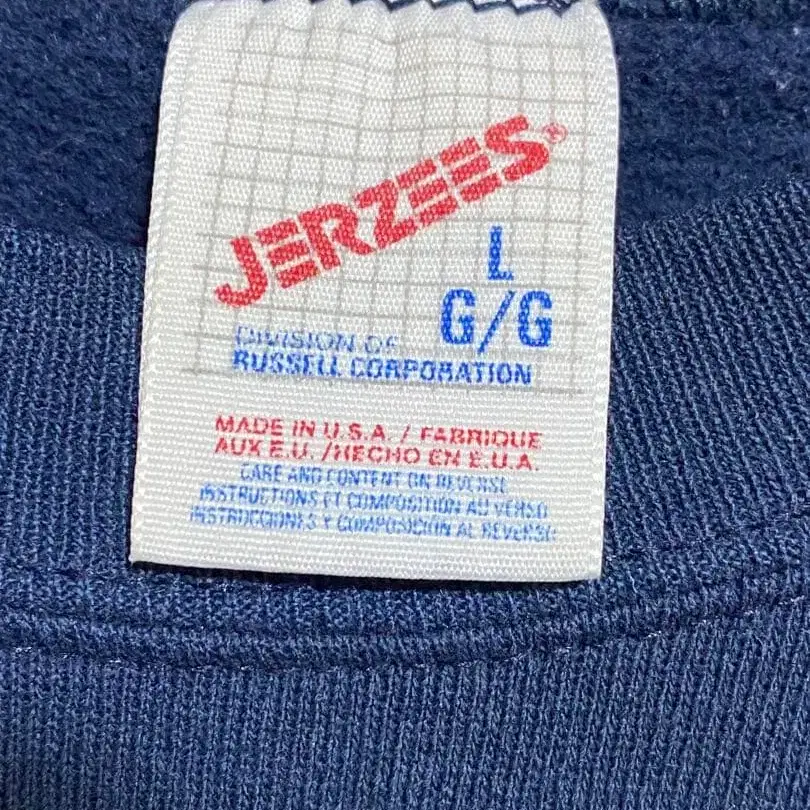 JERZEES®
L
G/G
DIVISION OF
RUSSELL CORPORATION
MADE IN U.S.A. / FABRIQUE
AUX E.U. /HECHO EN E.U.A.
CARE AND CONTENT ON REVERSE
INSTRUCTIONS ET COMPOSITION AU VERSO
INSTRUCCIONES Y COMPOSICION AL REVERSO